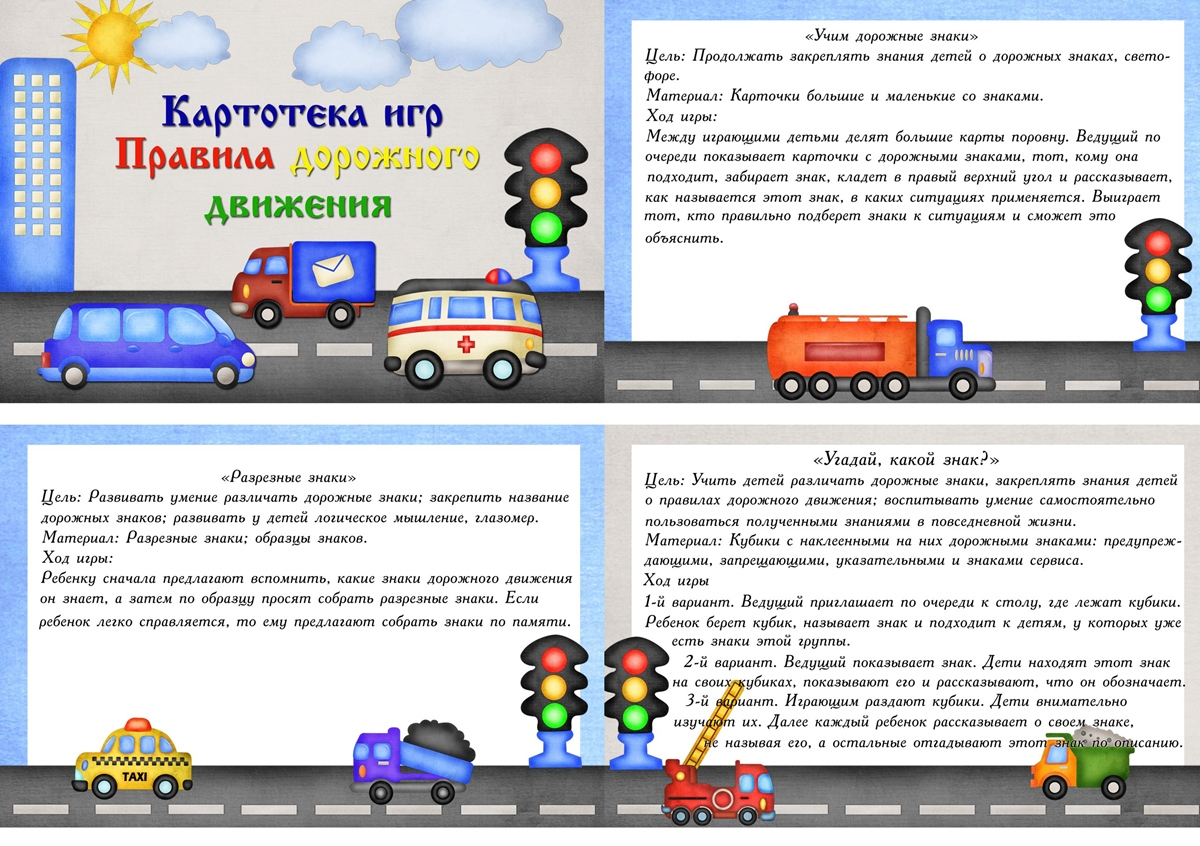 Картотека игр
Правила дорожного
движения
«Учим дорожные знаки»
Цель: Продолжать закреплять знания детей о дорожных знаках, свето-
форе.
Материал: Карточки большие и маленькие со знаками.
Ход игры:
Между играющими детьми делят большие карты поровну. Ведущий по
очереди показывает карточки с дорожными знаками, тот, кому она
подходит, забирает знак, кладет в правый верхний угол и рассказывает,
как называется этот знак, в каких ситуациях применяется. Выиграет
тот, кто правильно подберет знаки к ситуациям и сможет это
объяснить.
«Разрезные знаки»
Цель: Развивать умение различать дорожные знаки; закрепить название
дорожных знаков; развивать у детей логическое мышление, глазомер.
Материал: Разрезные знаки; образцы знаков.
Ход игры:
Ребенку сначала предлагают вспомнить, какие знаки дорожного движения
он знает, а затем по образцу просят собрать разрезные знаки. Если
ребенок легко справляется, то ему предлагают собрать знаки по памяти.
TAXI
«Угадай, какой знак?»
Цель: Учить детей различать дорожные знаки, закреплять знания детей
о правилах дорожного движения; воспитывать умение самостоятельно
пользоваться полученными знаниями в повседневной жизни.
Материал: Кубики с наклеенными на них дорожными знаками: предупреж-
дающими, запрещающими, указательными и знаками сервиса.
Ход игры
1-й вариант. Ведущий приглашает по очереди к столу, где лежат кубики.
Ребенок берет кубик, называет знак и подходит к детям, у которых уже
есть знаки этой группы.
2-й вариант. Ведущий показывает знак. Дети находят этот знак
на своих кубиках, показывают его и рассказывают, что он обозначает.
3-й вариант. Играющим раздают кубики. Дети внимательно
изучают их. Далее каждый ребенок рассказывает о своем знаке,
не называя его, а остальные отгадывают этот знак по описанию.